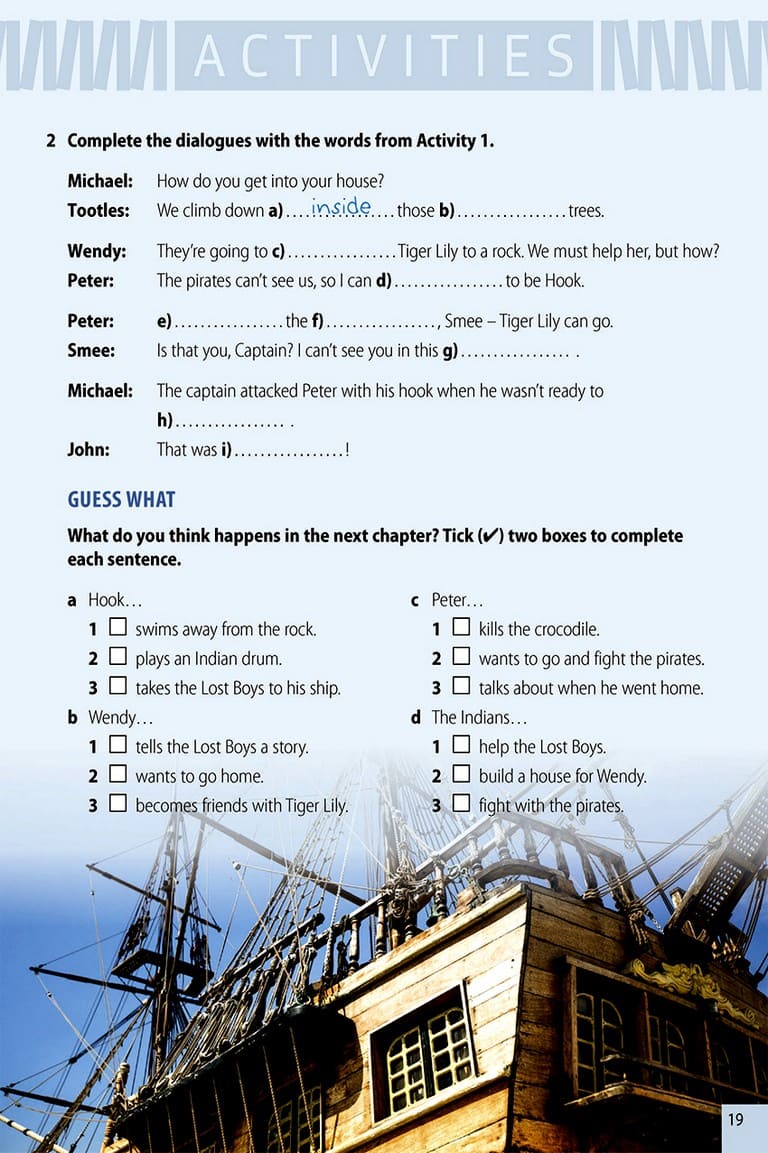 ACTIVITIES
2 Complete the dialogues with the words from Activity 1.
Michael: How do you get into your house?
Tootles: We climb down a) .... inside .... those b) ................. trees.
Wendy: They're going to c) ................. Tiger Lily to a rock. We must help her, but how?
Peter: The pirates can't see us, so I can d) ................. to be Hook.
Peter: e) ................. the f) ................., Smee – Tiger Lily can go.
Smee: Is that you, Captain? I can't see you in this g) ................. .
Michael: The captain attacked Peter with his hook when he wasn't ready to
h) ................. .
John: That was i) .................!
GUESS WHAT
What do you think happens in the next chapter? Tick (✔) two boxes to complete
each sentence.
a Hook…
1 ☐ swims away from the rock.
2 ☐ plays an Indian drum.
3 ☐ takes the Lost Boys to his ship.
b Wendy…
1 ☐ tells the Lost Boys a story.
2 ☐ wants to go home.
3 ☐ becomes friends with Tiger Lily.
c Peter…
1 ☐ kills the crocodile.
2 ☐ wants to go and fight the pirates.
3 ☐ talks about when he went home.
d The Indians…
1 ☐ help the Lost Boys.
2 ☐ build a house for Wendy.
3 ☐ fight with the pirates.
19